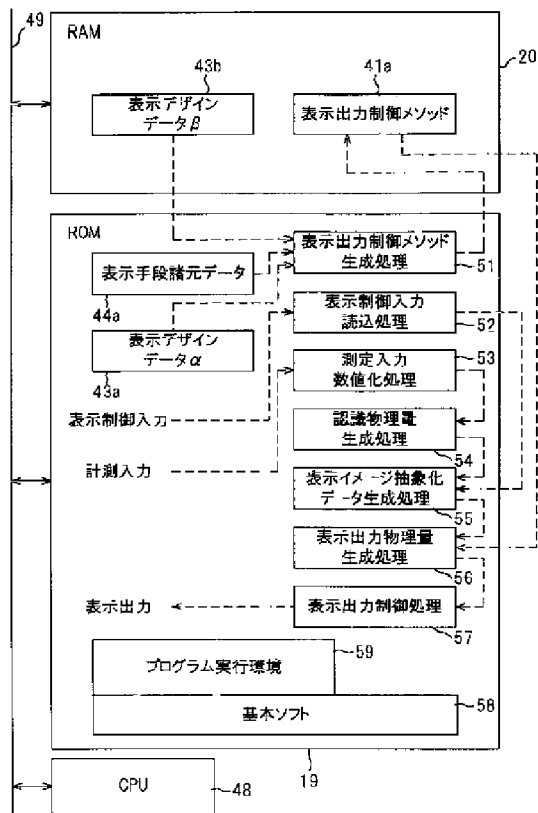 49
RAM
20
43b
41a
表示デザイン
データβ
表示出力制御メソッド
ROM
表示出力制御メソッド
生成処理
51
表示手段諸元データ
44a
表示制御入力
読込処理
52
表示デザイン
データα
43a
測定入力
数値化処理
53
表示制御入力
認識物理量
生成処理
54
計測入力
表示イメージ抽象化
データ生成処理
55
表示出力物理量
生成処理
56
表示出力
表示出力制御処理
57
プログラム実行環境
59
基本ソフト
58
19
CPU
48